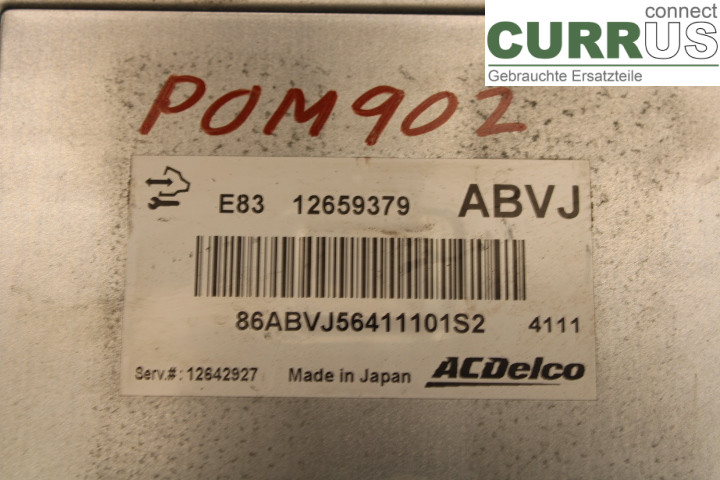 connect
CURRUS
Gebrauchte Ersatzteile
POM902
E83 12659379 ABVJ
86ABVJ56411101S2 4111
Serv.#: 12642927 Made in Japan ACDelco